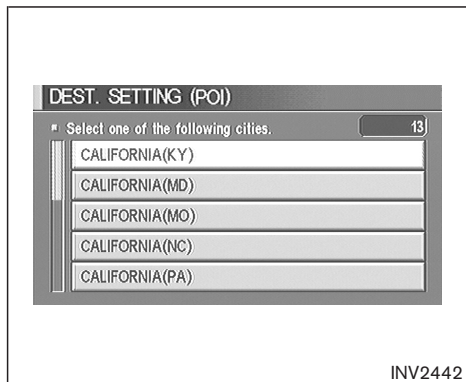 DEST. SETTING (POI)
Select one of the following cities.
13
CALIFORNIA(KY)
CALIFORNIA(MD)
CALIFORNIA(MO)
CALIFORNIA(NC)
CALIFORNIA(PA)
INV2442